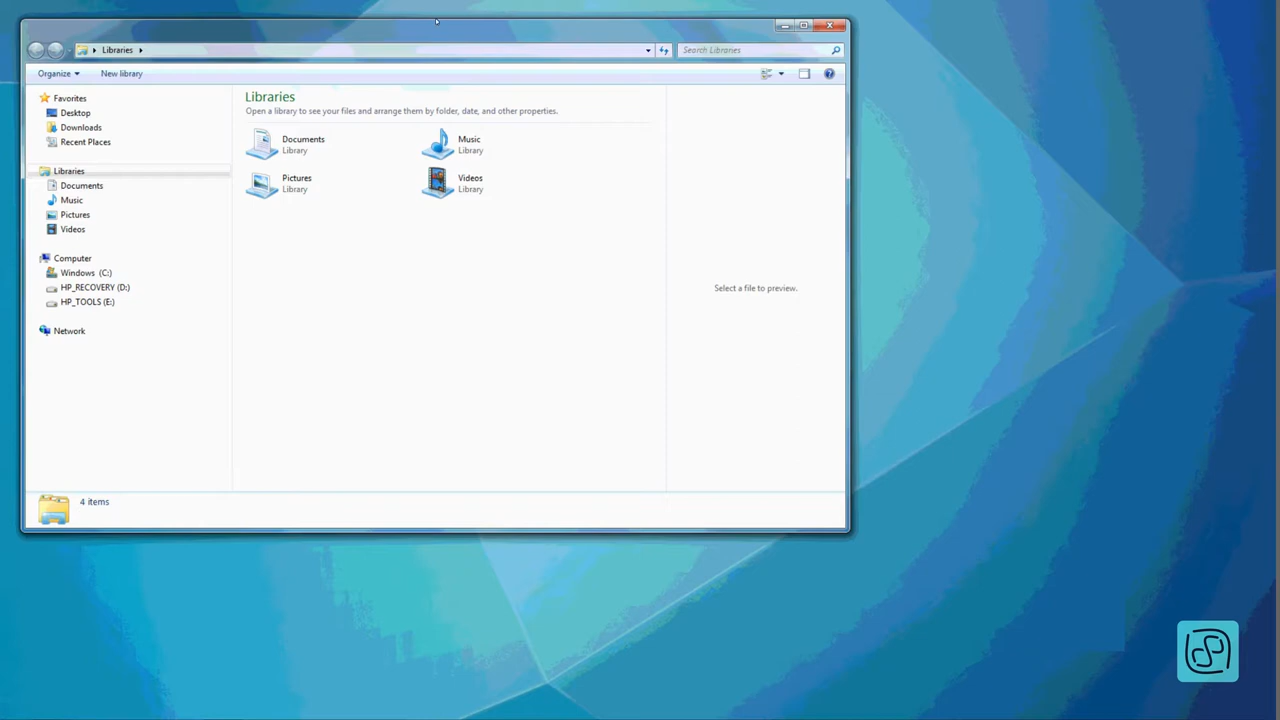 Libraries
Search Libraries
Organize
New library
Favorites
Desktop
Downloads
Recent Places
Libraries
Documents
Music
Pictures
Videos
Computer
Windows (C:)
HP_RECOVERY (D:)
HP_TOOLS (E:)
Network
Libraries
Open a library to see your files and arrange them by folder, date, and other properties.
Documents
Library
Music
Library
Pictures
Library
Videos
Library
Select a file to preview.
4 items